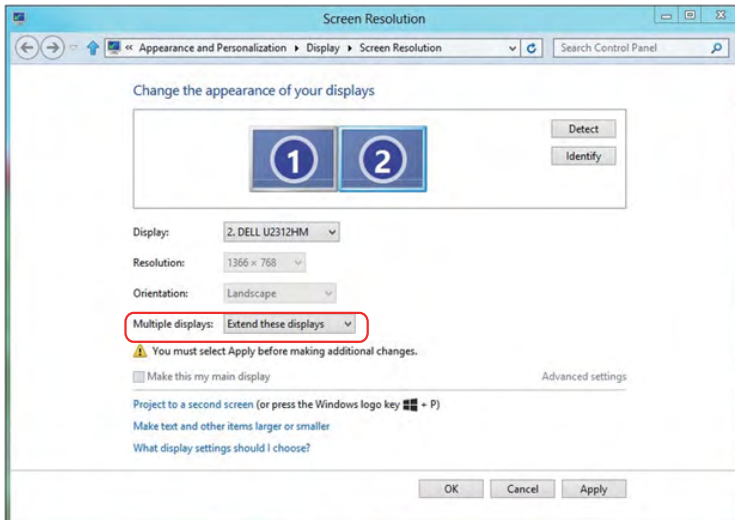 Screen Resolution
« Appearance and Personalization ▸ Display ▸ Screen Resolution
Search Control Panel
Change the appearance of your displays
1
2
Detect
Identify
Display: 2. DELL U2312HM
Resolution: 1366 × 768
Orientation: Landscape
Multiple displays: Extend these displays
You must select Apply before making additional changes.
Make this my main display
Advanced settings
Project to a second screen (or press the Windows logo key + P)
Make text and other items larger or smaller
What display settings should I choose?
OK Cancel Apply